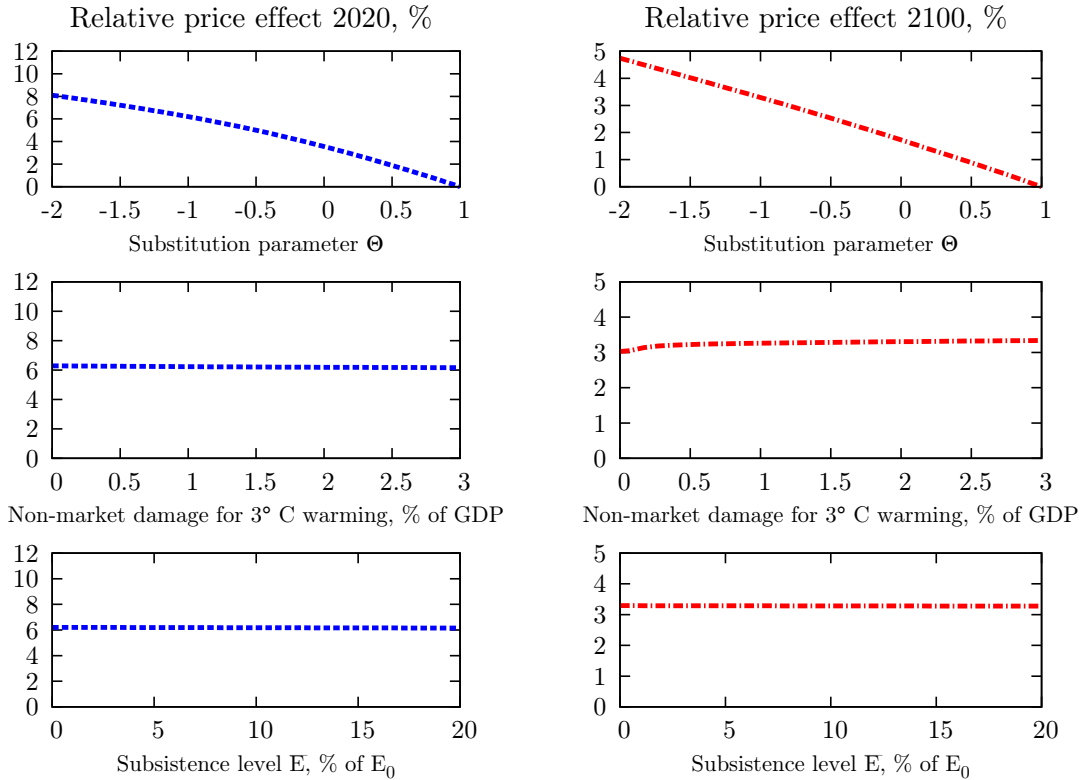 Relative price effect 2020, %
12
10
8
6
4
2
0
-2 -1.5 -1 -0.5 0 0.5 1
Substitution parameter Θ
Relative price effect 2100, %
5
4
3
2
1
0
-2 -1.5 -1 -0.5 0 0.5 1
Substitution parameter Θ
12
10
8
6
4
2
0
0 0.5 1 1.5 2 2.5 3
Non-market damage for 3° C warming, % of GDP
5
4
3
2
1
0
0 0.5 1 1.5 2 2.5 3
Non-market damage for 3° C warming, % of GDP
12
10
8
6
4
2
0
0 5 10 15 20
Subsistence level E, % of E₀
5
4
3
2
1
0
0 5 10 15 20
Subsistence level E, % of E₀